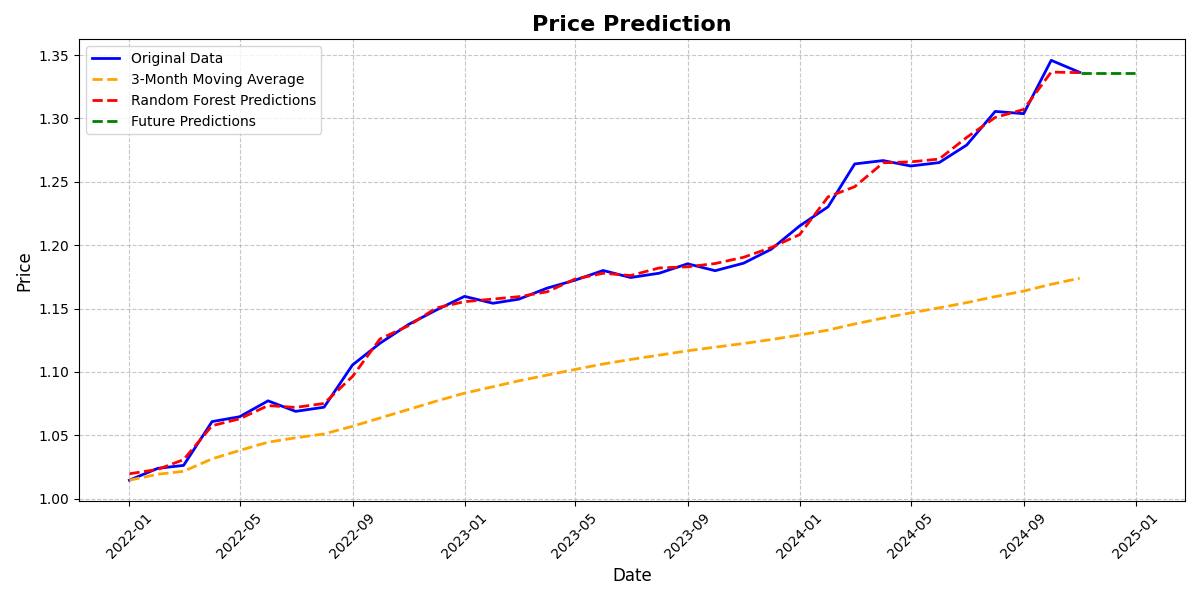 Price Prediction
Original Data
3-Month Moving Average
Random Forest Predictions
Future Predictions
1.35
1.30
1.25
1.20
1.15
1.10
1.05
1.00
Price
2022-01
2022-05
2022-09
2023-01
2023-05
2023-09
2024-01
2024-05
2024-09
2025-01
Date